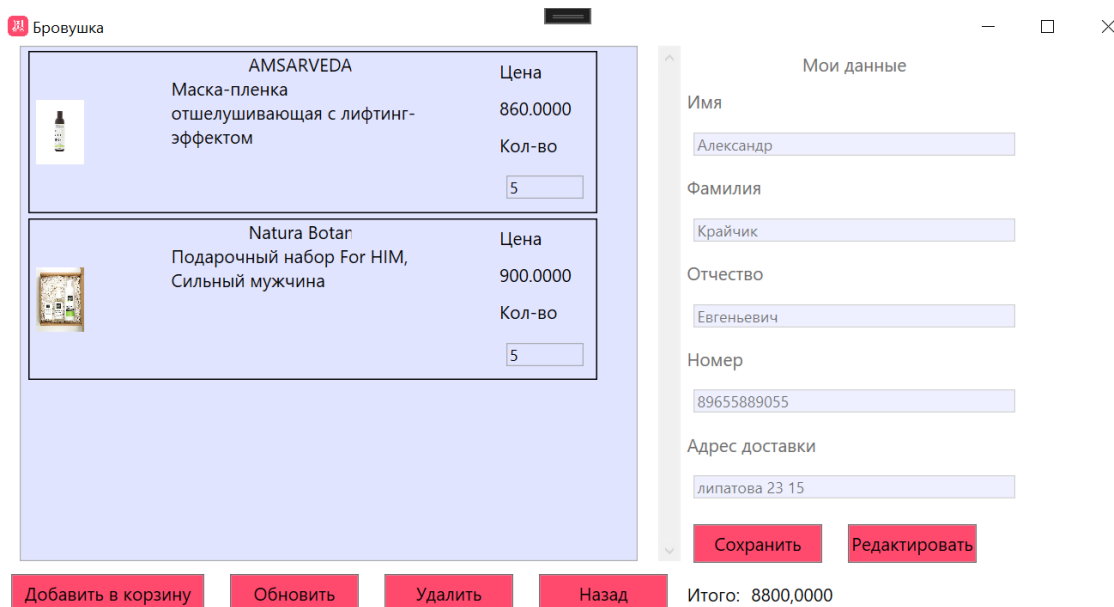 Бровушка
AMSARVEDA
Маска-пленка
отшелушивающая с лифтинг-
эффектом
Цена
860.0000
Кол-во
5
Natura Botan
Подарочный набор For HIM,
Сильный мужчина
Цена
900.0000
Кол-во
5
Мои данные
Имя
Александр
Фамилия
Крайчик
Отчество
Евгеньевич
Номер
89655889055
Адрес доставки
липатова 23 15
Сохранить
Редактировать
Добавить в корзину
Обновить
Удалить
Назад
Итого: 8800,0000